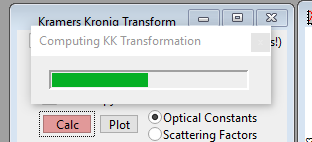 Kramers Kronig Transform
Computing KK Transformation
s!)
Calc
Plot
Optical Constants
Scattering Factors